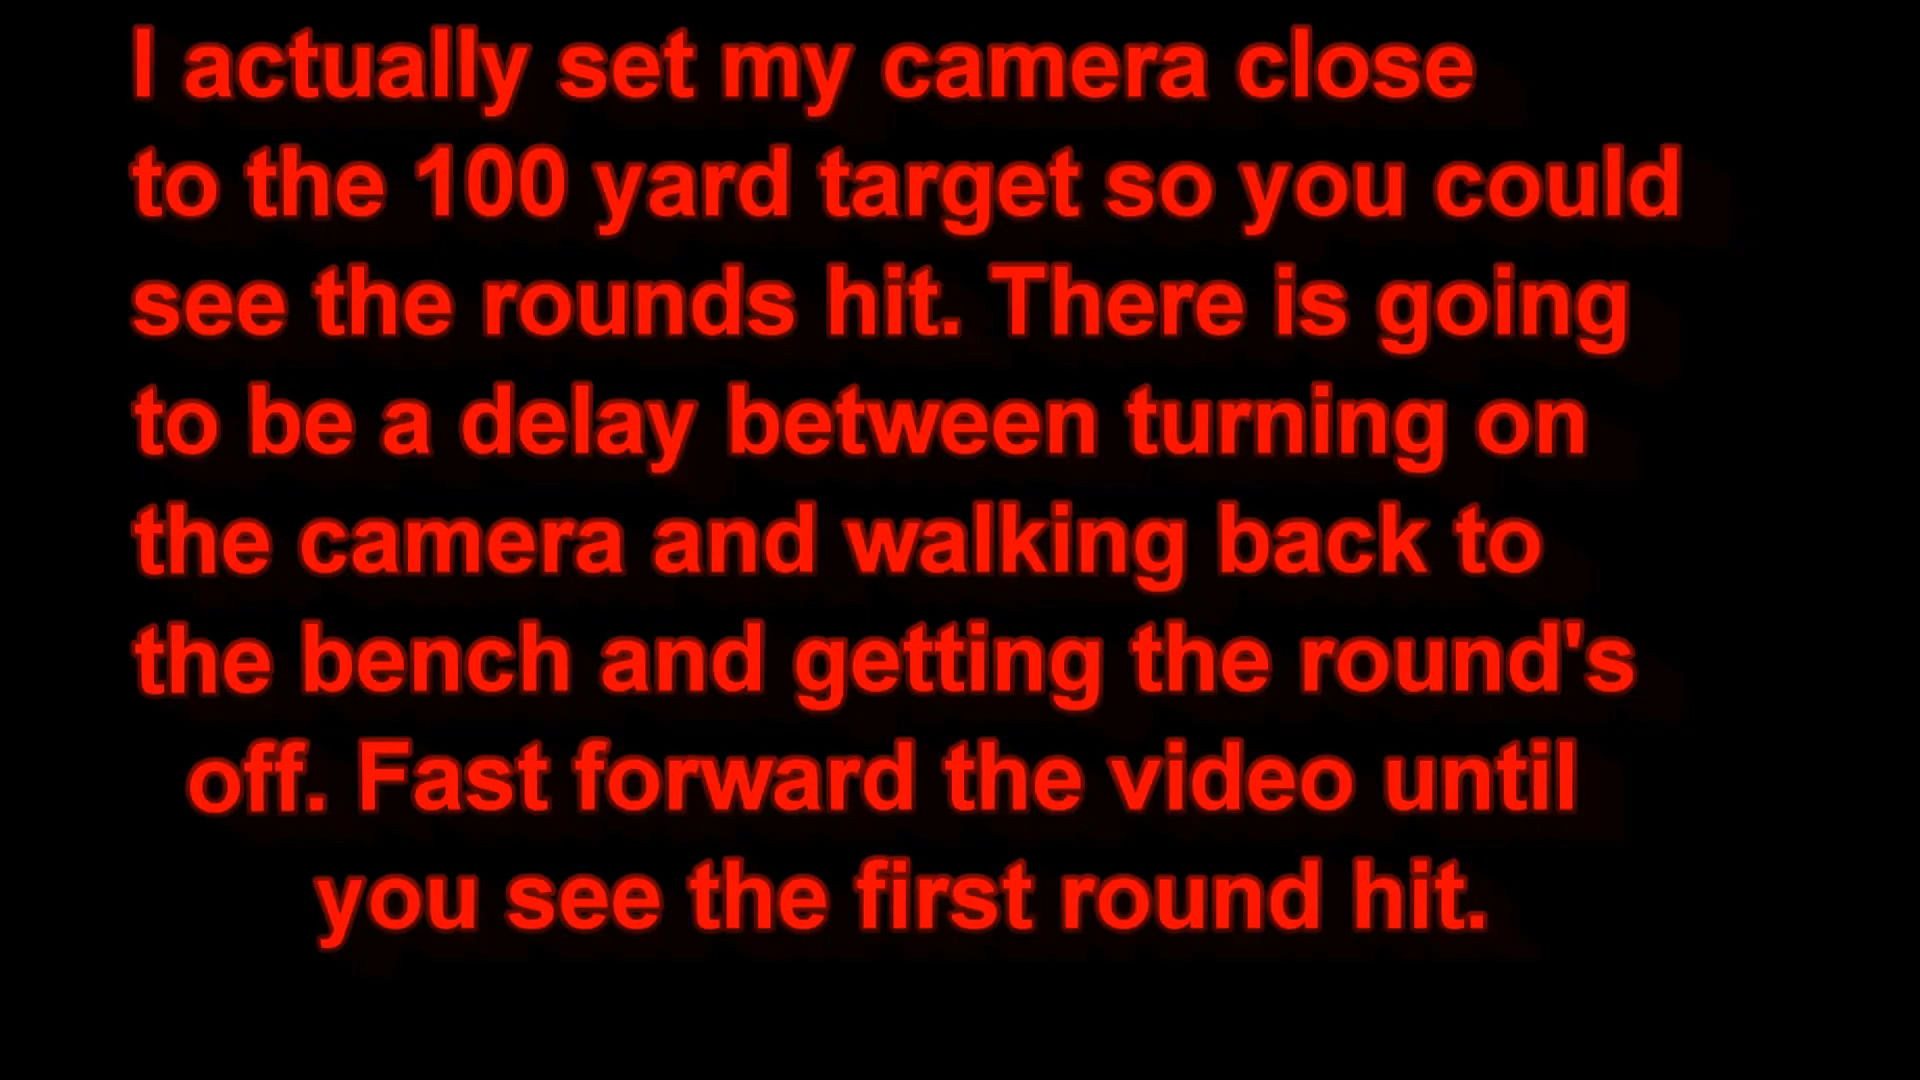 I actually set my camera close
to the 100 yard target so you could
see the rounds hit. There is going
to be a delay between turning on
the camera and walking back to
the bench and getting the round's
off. Fast forward the video until
you see the first round hit.